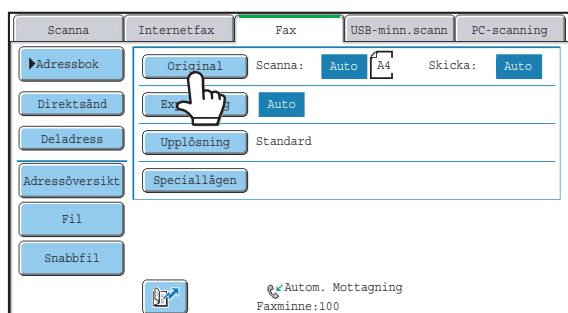 Scanna Internetfax Fax USB-minn.scann PC-scanning
Adressbok
Original Scanna: Auto A4 Skicka: Auto
Direktsänd
Auto
Deladress
Upplösning Standard
Adressöversikt
Speciallägen
Fil
Snabbfil
Autom. Mottagning
Faxminne:100